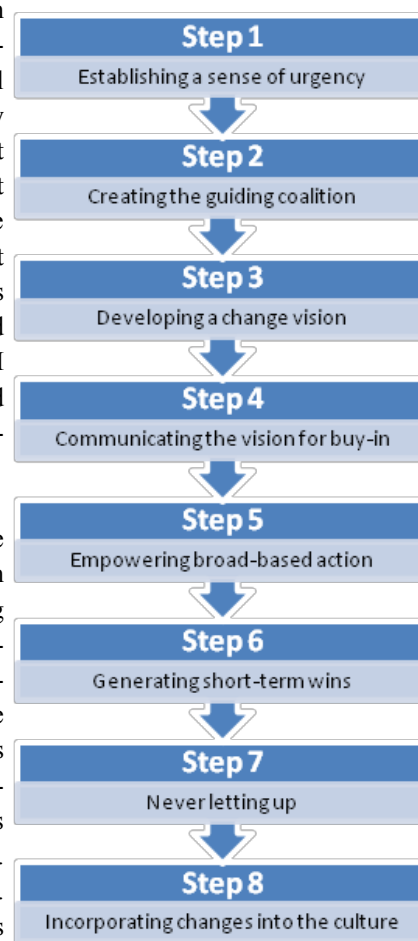 Step 1
Establishing a sense of urgency
Step 2
Creating the guiding coalition
Step 3
Developing a change vision
Step 4
Communicating the vision for buy-in
Step 5
Empowering broad-based action
Step 6
Generating short-term wins
Step 7
Never letting up
Step 8
Incorporating changes into the culture